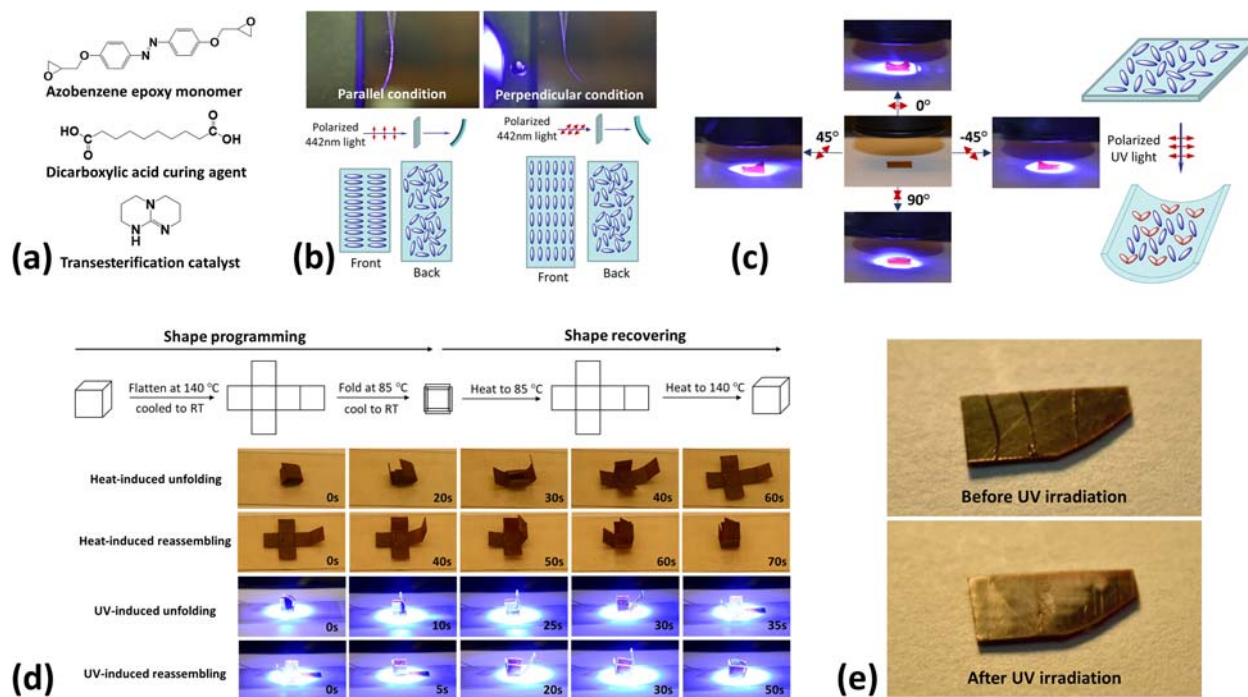 (a)
N
N
O
O
O
O
Azobenzene epoxy monomer
HO
O
O
OH
Dicarboxylic acid curing agent
N
N
H
N
Transesterification catalyst
(b)
Parallel condition
Perpendicular condition
Polarized
442nm light
Polarized
442nm light
Front
Back
Front
Back
(c)
0°
45°
-45°
90°
Polarized
UV light
(d)
Shape programming
Shape recovering
Flatten at 140 °C
cooled to RT
Fold at 85 °C
cool to RT
Heat to 85 °C
Heat to 140 °C
Heat-induced unfolding
0s
20s
30s
40s
60s
Heat-induced reassembling
0s
40s
50s
60s
70s
UV-induced unfolding
0s
10s
25s
30s
35s
UV-induced reassembling
0s
5s
20s
30s
50s
(e)
Before UV irradiation
After UV irradiation